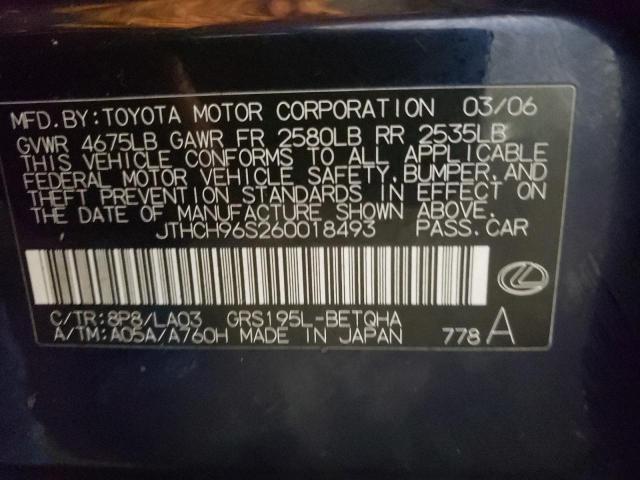 MFD.BY:TOYOTA MOTOR CORPORATION 03/06
GVWR 4675LB GAWR FR 2580LB RR 2535LB
THIS VEHICLE CONFORMS TO ALL APPLICABLE
FEDERAL MOTOR VEHICLE SAFETY,BUMPER,AND
THEFT PREVENTION STANDARDS IN EFFECT ON
THE DATE OF MANUFACTURE SHOWN ABOVE.
JTHCH96S260018493 PASS.CAR
C/TR:8P8/LA03 GRS195L-BETQHA
A/TM:A05A/A760H MADE IN JAPAN 778 A